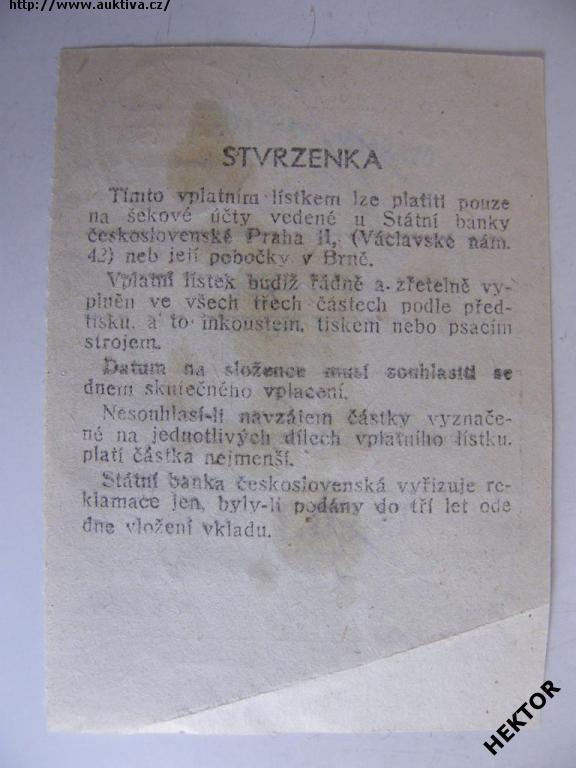 http://www.auktiva.cz/
STVRZENKA
Tímto vplatním lístkem lze platiti pouze
na šekové účty vedené u Státní banky
československé Praha II, (Václavské nám.
42) neb její pobočky v Brně.
Vplatní lístek budiž řádně a zřetelně vy-
plněn ve všech třech částech podle před-
tisku, a to inkoustem, tiskem nebo psacím
strojem.
Datum na složence musí souhlasiti se
dnem skutečného vplacení.
Nesouhlasí-li navzájem částky vyznače-
né na jednotlivých dílech vplatního lístku,
platí částka nejmenší.
Státní banka československá vyřizuje re-
klamace jen, byly-li podány do tří let ode
dne vložení vkladu.
HEKTOR